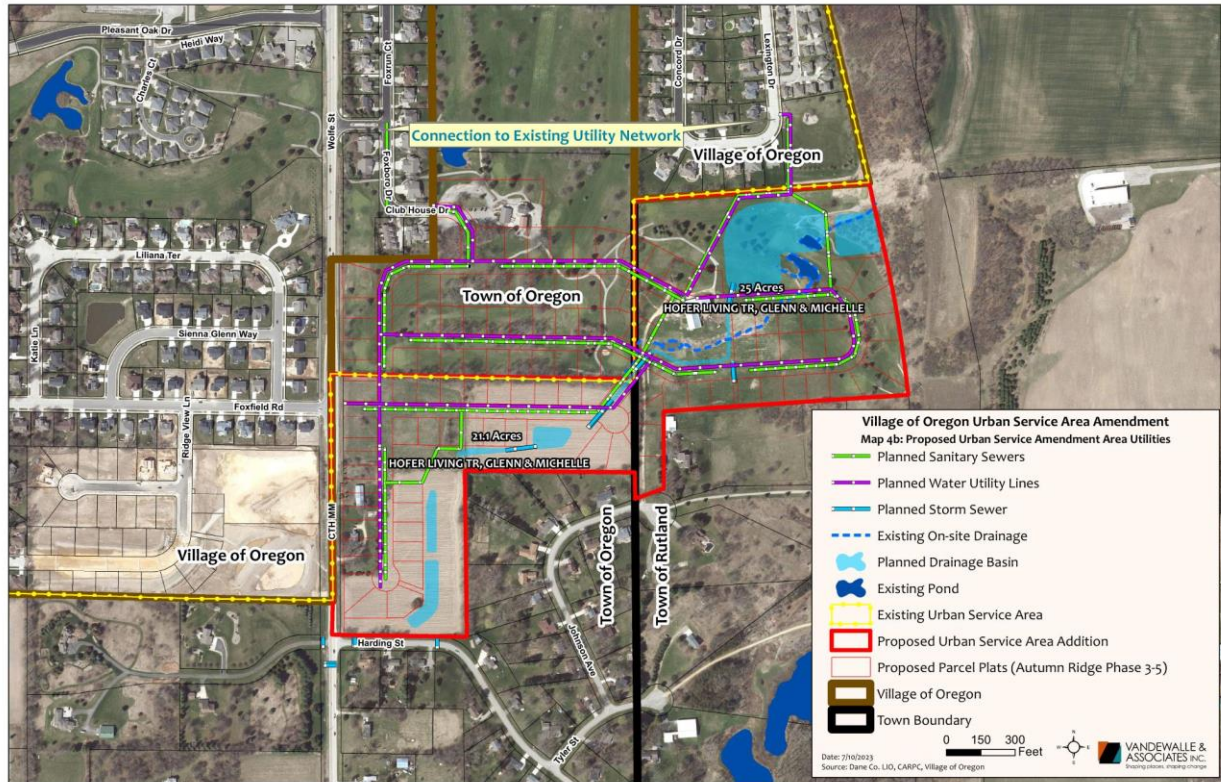 Pleasant Oak Dr
Heidi Way
Charles Ct
Wolfe St
Foxrun Ct
Concord Dr
Lexington Dr
Connection to Existing Utility Network
Village of Oregon
Foxboro Dr
Club House Dr
Liliana Ter
Katie Ln
Sienna Glenn Way
Town of Oregon
25 Acres
HOFER LIVING TR, GLENN & MICHELLE
Foxfield Rd
Ridge View Ln
21.1 Acres
HOFER LIVING TR, GLENN & MICHELLE
CTH MM
Village of Oregon
Town of Oregon
Town of Rutland
Harding St
Johnson Ave
Tyler St
Village of Oregon Urban Service Area Amendment
Map 4b: Proposed Urban Service Amendment Area Utilities
Planned Sanitary Sewers
Planned Water Utility Lines
Planned Storm Sewer
Existing On-site Drainage
Planned Drainage Basin
Existing Pond
Existing Urban Service Area
Proposed Urban Service Area Addition
Proposed Parcel Plats (Autumn Ridge Phase 3-5)
Village of Oregon
Town Boundary
0 150 300
Feet
N
W E
S
Date: 7/10/2023
Source: Dane Co. LIO, CARPC, Village of Oregon
VANDEWALLE &
ASSOCIATES INC.
Shaping places, shaping change